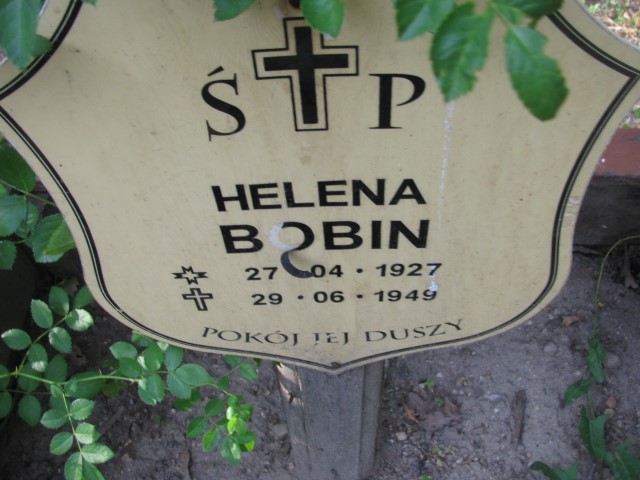 Ś P
HELENA
BOBIN
27 · 04 · 1927
29 · 06 · 1949
POKÓJ JEJ DUSZY